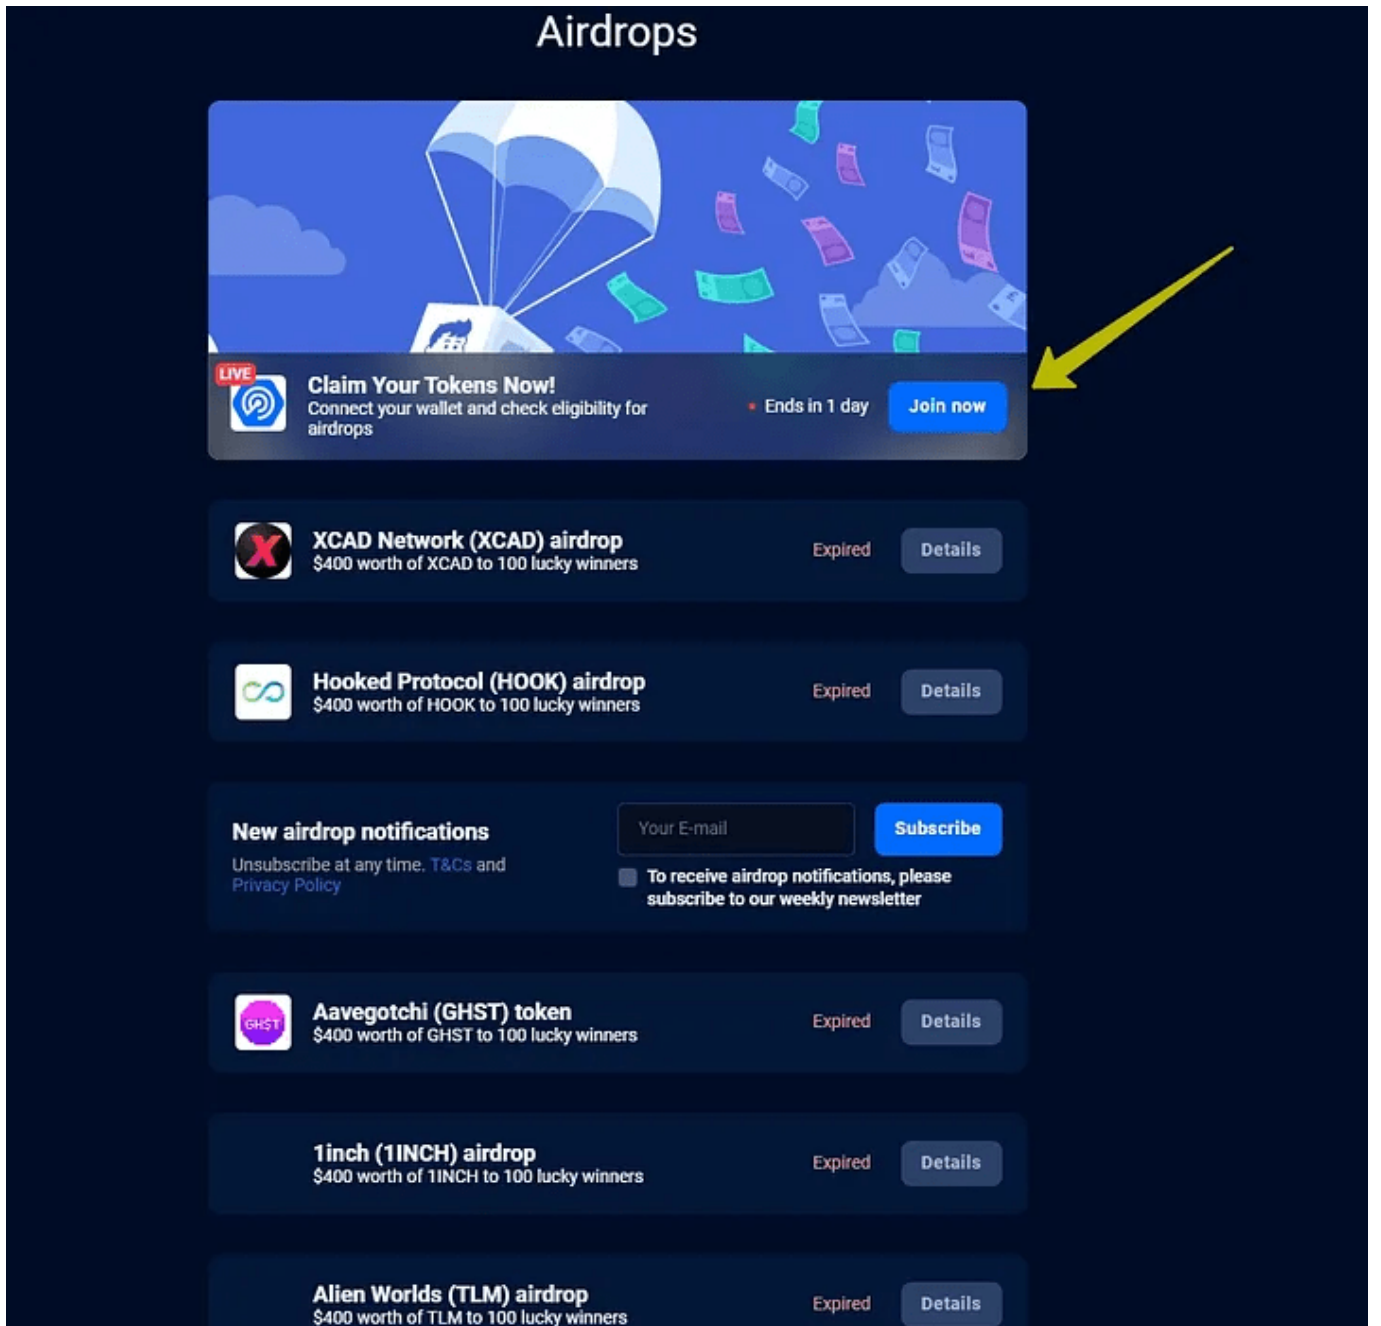 Airdrops
LIVE
Claim Your Tokens Now!
Connect your wallet and check eligibility for
airdrops
Ends in 1 day
Join now
XCAD Network (XCAD) airdrop
$400 worth of XCAD to 100 lucky winners
Expired
Details
Hooked Protocol (HOOK) airdrop
$400 worth of HOOK to 100 lucky winners
Expired
Details
New airdrop notifications
Unsubscribe at any time. T&Cs and
Privacy Policy
Your E-mail
Subscribe
To receive airdrop notifications, please
subscribe to our weekly newsletter
GHST
Aavegotchi (GHST) token
$400 worth of GHST to 100 lucky winners
Expired
Details
1inch (1INCH) airdrop
$400 worth of 1INCH to 100 lucky winners
Expired
Details
Alien Worlds (TLM) airdrop
$400 worth of TLM to 100 lucky winners
Expired
Details